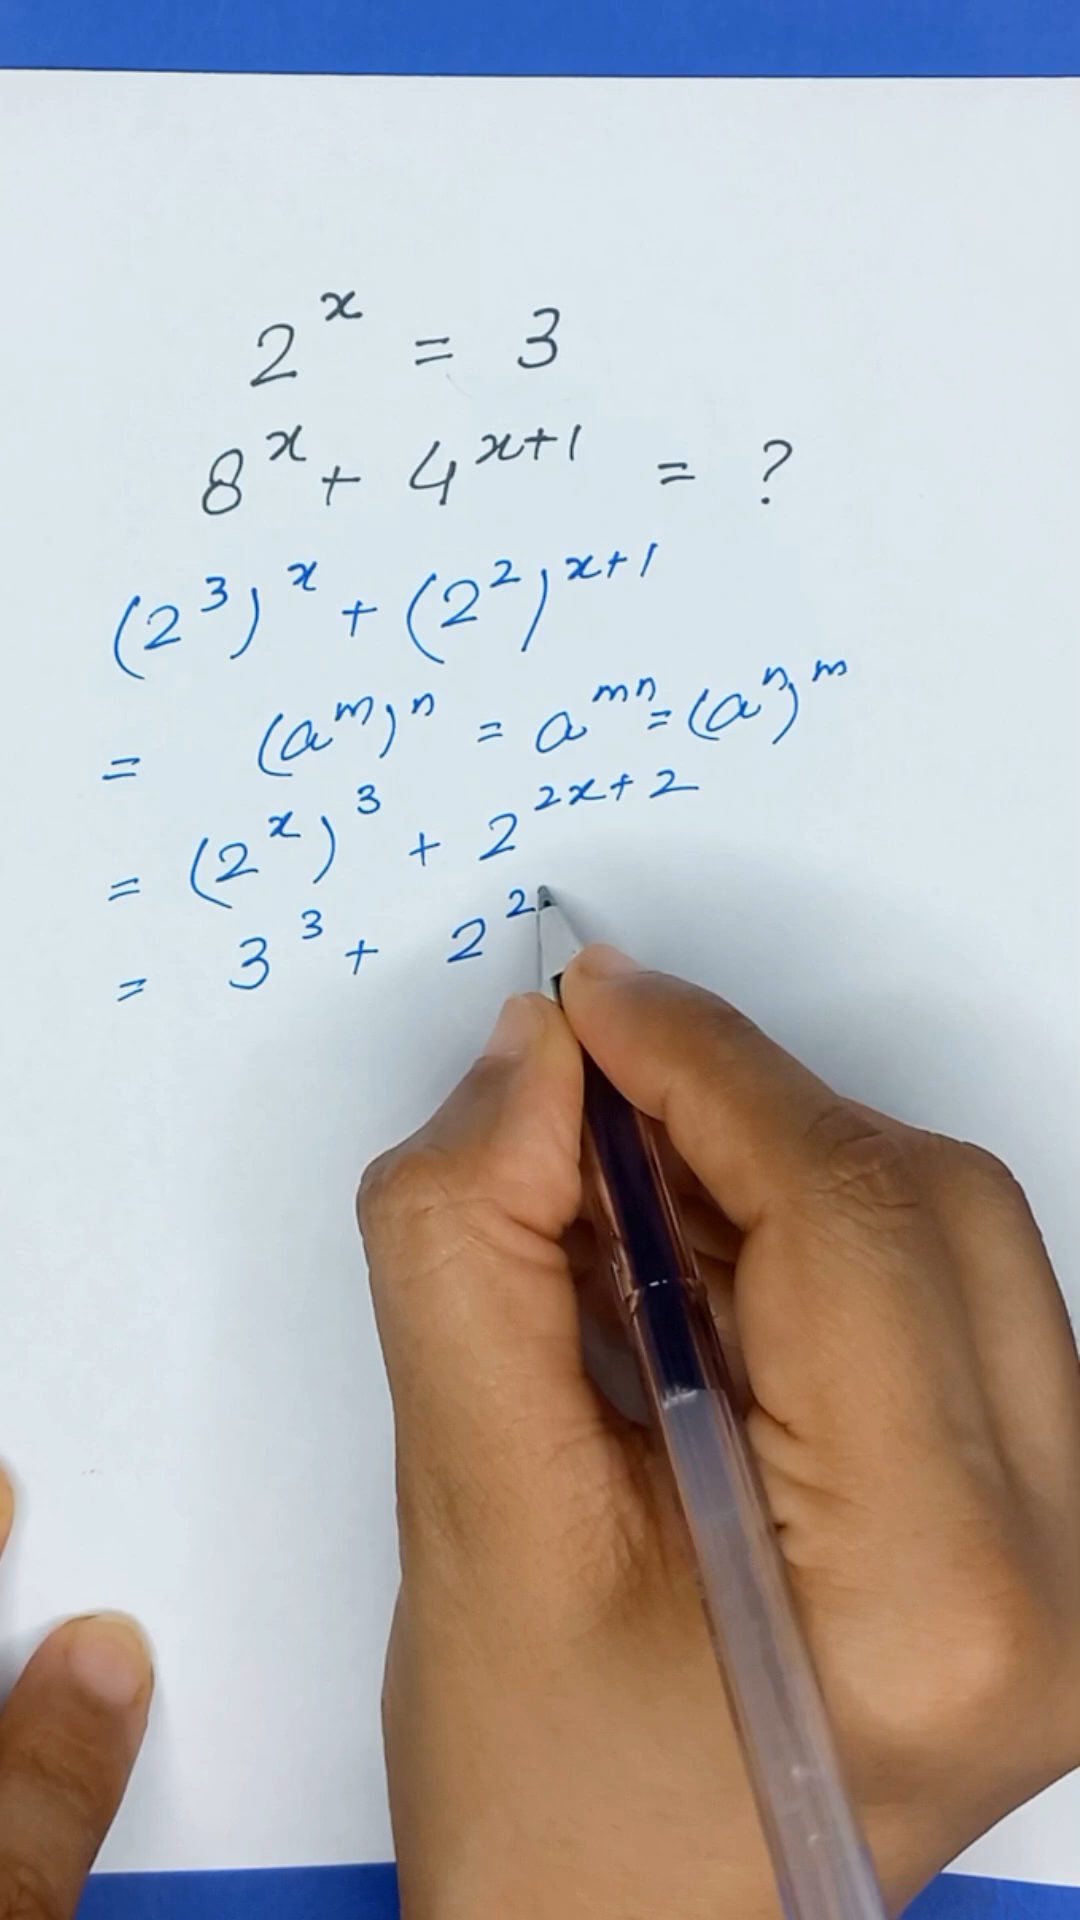 2^x = 3
8^x + 4^{x+1} = ?
(2^3)^x + (2^2)^{x+1}
= (a^m)^n = a^{mn} = (a^n)^m
= (2^x)^3 + 2^{2x+2}
= 3^3 + 2^2